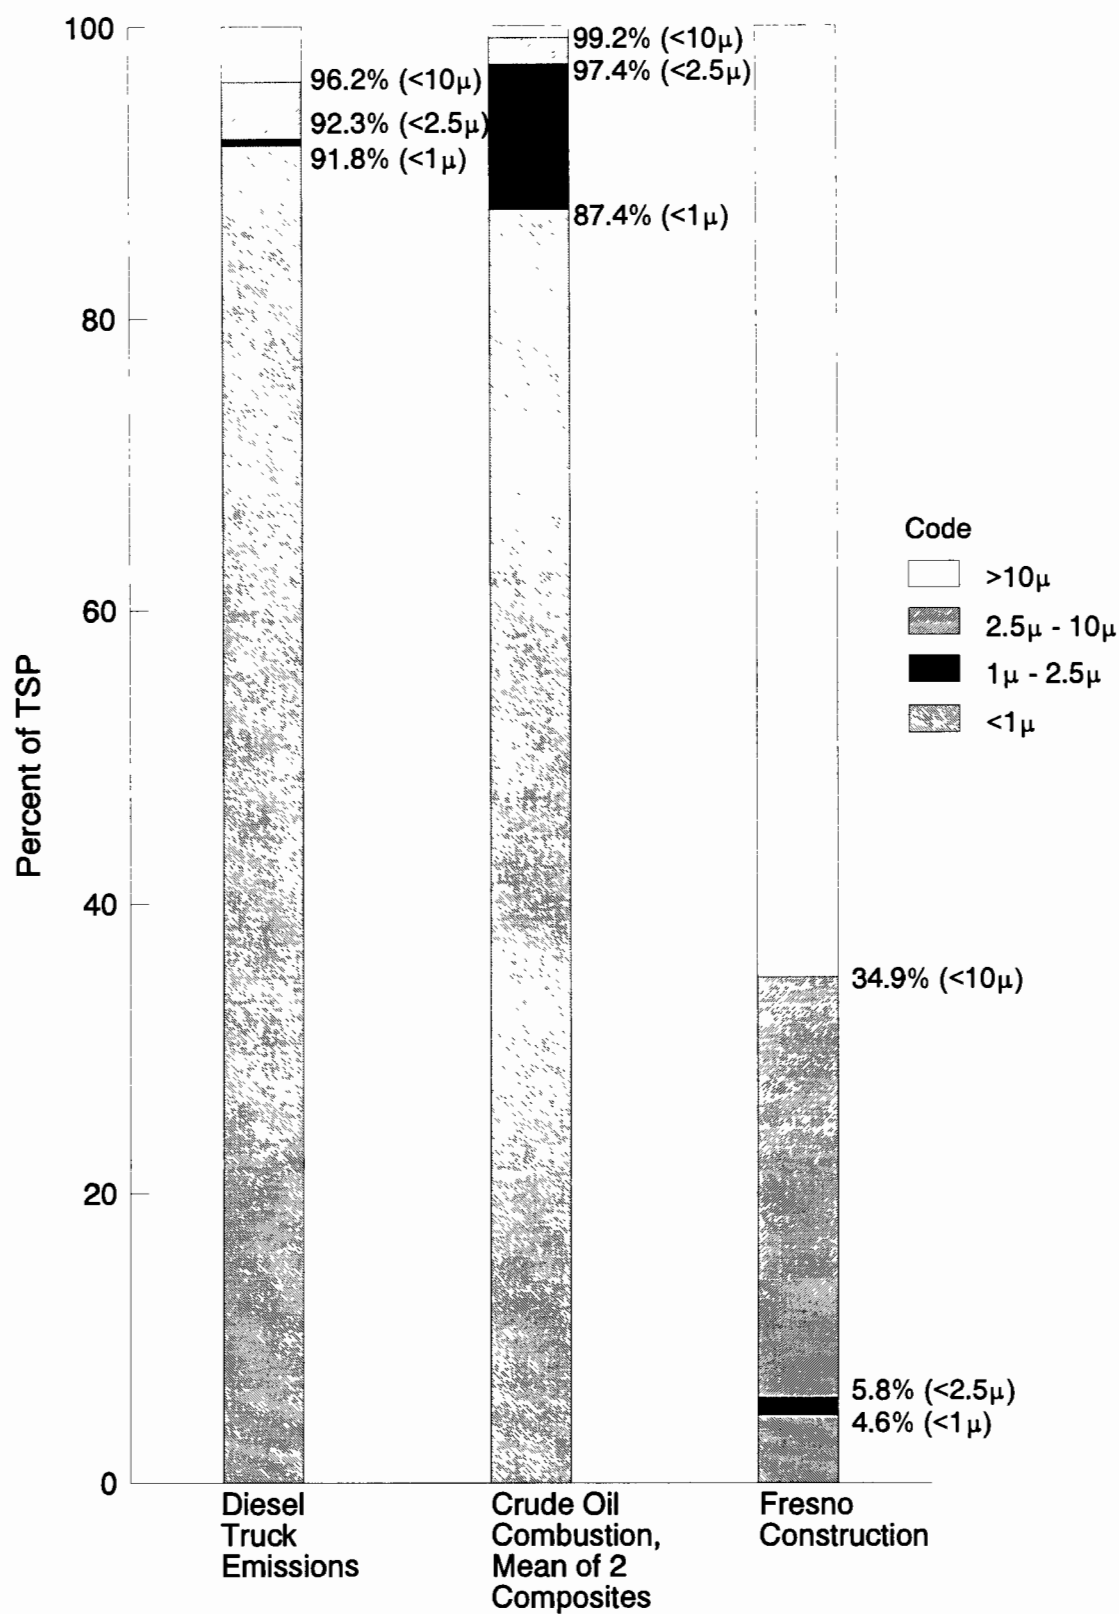 100
80
60
40
20
0
Percent of TSP
96.2% (<10μ)
92.3% (<2.5μ)
91.8% (<1μ)
99.2% (<10μ)
97.4% (<2.5μ)
87.4% (<1μ)
34.9% (<10μ)
5.8% (<2.5μ)
4.6% (<1μ)
Code
>10μ
2.5μ - 10μ
1μ - 2.5μ
<1μ
Diesel
Truck
Emissions
Crude Oil
Combustion,
Mean of 2
Composites
Fresno
Construction